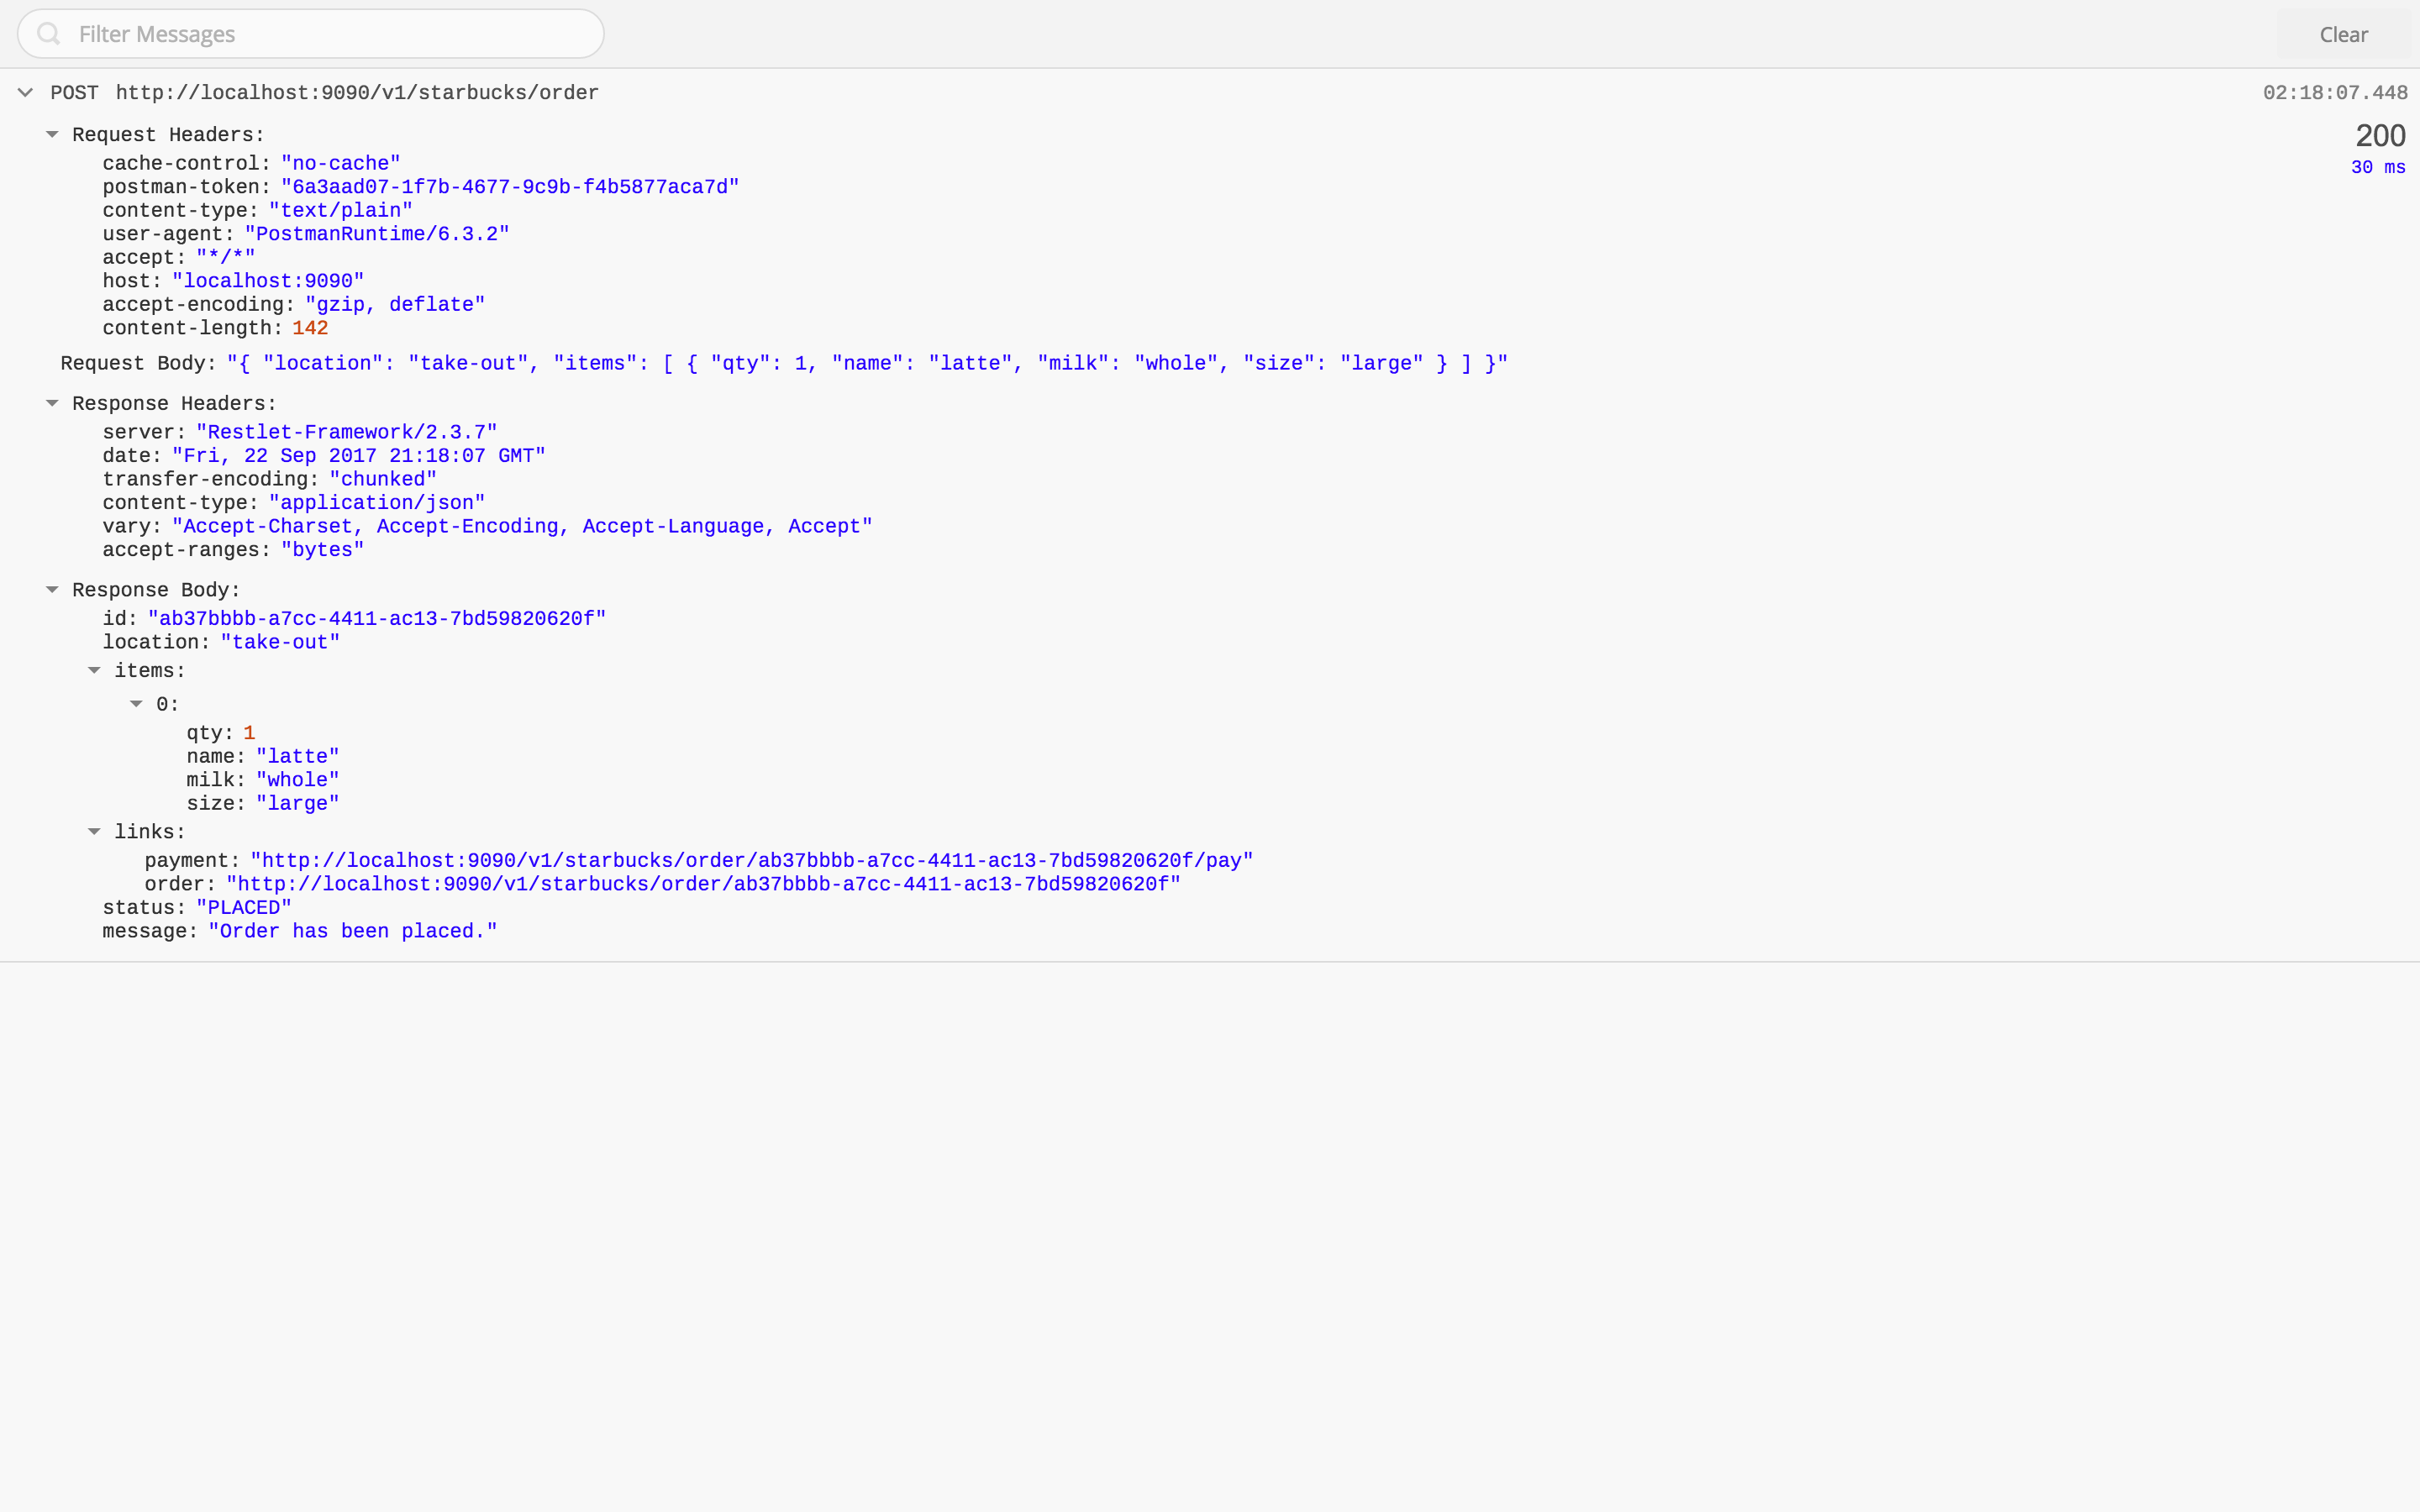 Filter Messages
Clear
POST http://localhost:9090/v1/starbucks/order
02:18:07.448
Request Headers:
200
cache-control: "no-cache"
30 ms
postman-token: "6a3aad07-1f7b-4677-9c9b-f4b5877aca7d"
content-type: "text/plain"
user-agent: "PostmanRuntime/6.3.2"
accept: "*/*"
host: "localhost:9090"
accept-encoding: "gzip, deflate"
content-length: 142
Request Body: "{ "location": "take-out", "items": [ { "qty": 1, "name": "latte", "milk": "whole", "size": "large" } ] }"
Response Headers:
server: "Restlet-Framework/2.3.7"
date: "Fri, 22 Sep 2017 21:18:07 GMT"
transfer-encoding: "chunked"
content-type: "application/json"
vary: "Accept-Charset, Accept-Encoding, Accept-Language, Accept"
accept-ranges: "bytes"
Response Body:
id: "ab37bbbb-a7cc-4411-ac13-7bd59820620f"
location: "take-out"
items:
0:
qty: 1
name: "latte"
milk: "whole"
size: "large"
links:
payment: "http://localhost:9090/v1/starbucks/order/ab37bbbb-a7cc-4411-ac13-7bd59820620f/pay"
order: "http://localhost:9090/v1/starbucks/order/ab37bbbb-a7cc-4411-ac13-7bd59820620f"
status: "PLACED"
message: "Order has been placed."